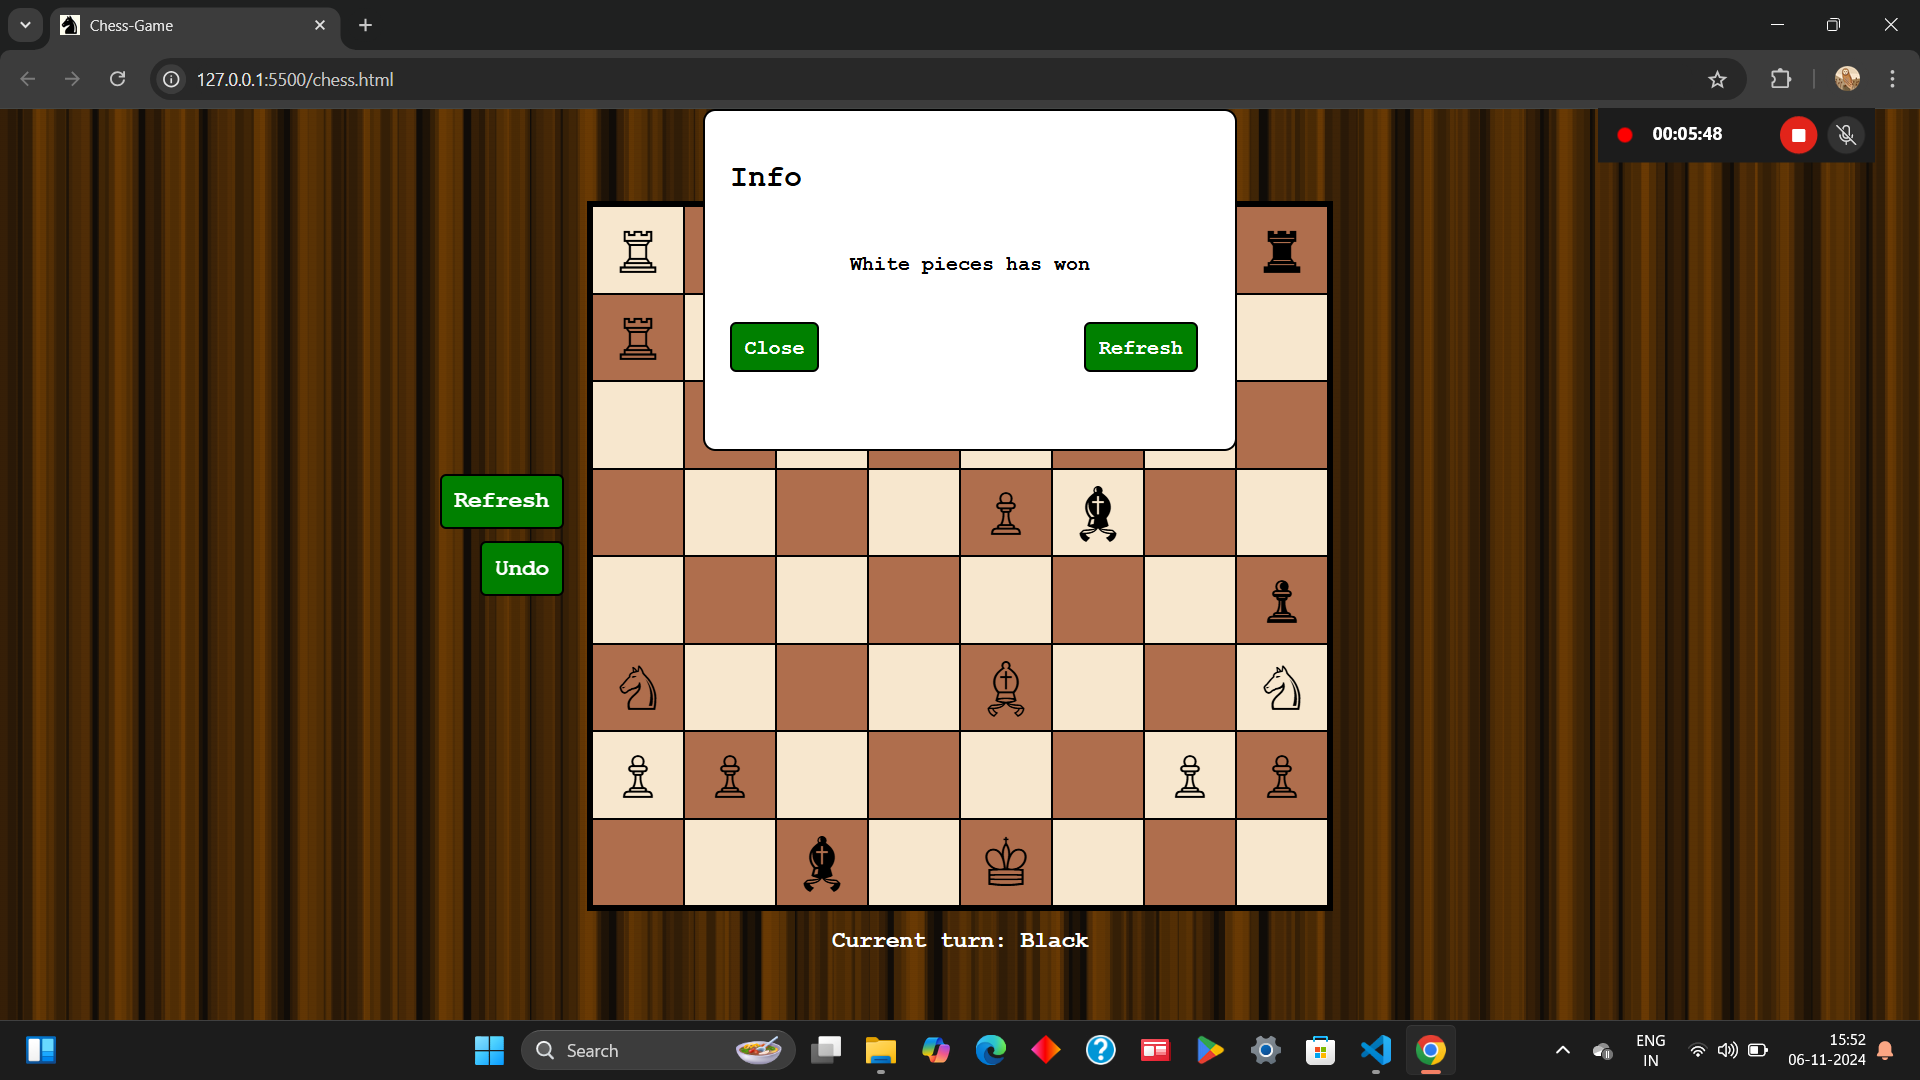 Chess-Game
127.0.0.1:5500/chess.html
00:05:48
Info
White pieces has won
Close
Refresh
Refresh
Undo
Current turn: Black
Search
ENG
IN
15:52
06-11-2024